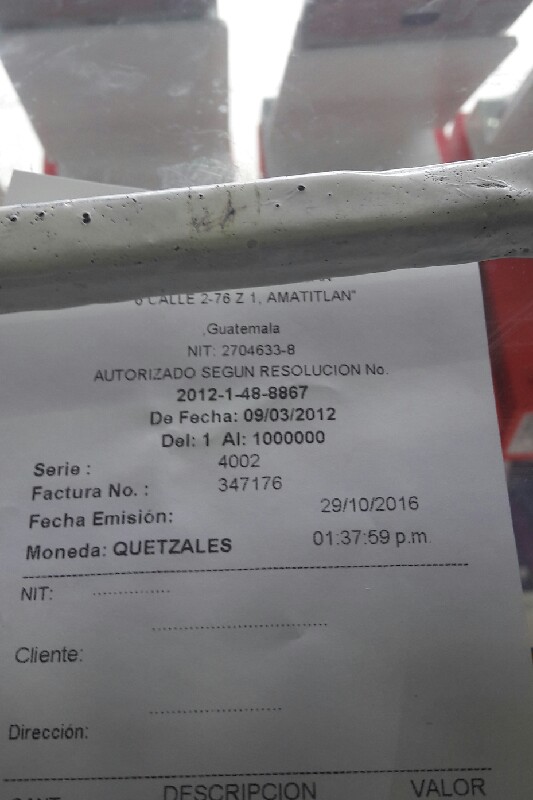 6 CALLE 2-76 Z 1, AMATITLAN"
,Guatemala
NIT: 2704633-8
AUTORIZADO SEGUN RESOLUCION No.
2012-1-48-8867
De Fecha: 09/03/2012
Del: 1 Al: 1000000
Serie : 4002
Factura No. : 347176
Fecha Emisión: 29/10/2016
Moneda: QUETZALES 01:37:59 p.m.
NIT: ..............
................................
Cliente:
........................
Dirección:
CANT DESCRIPCION VALOR